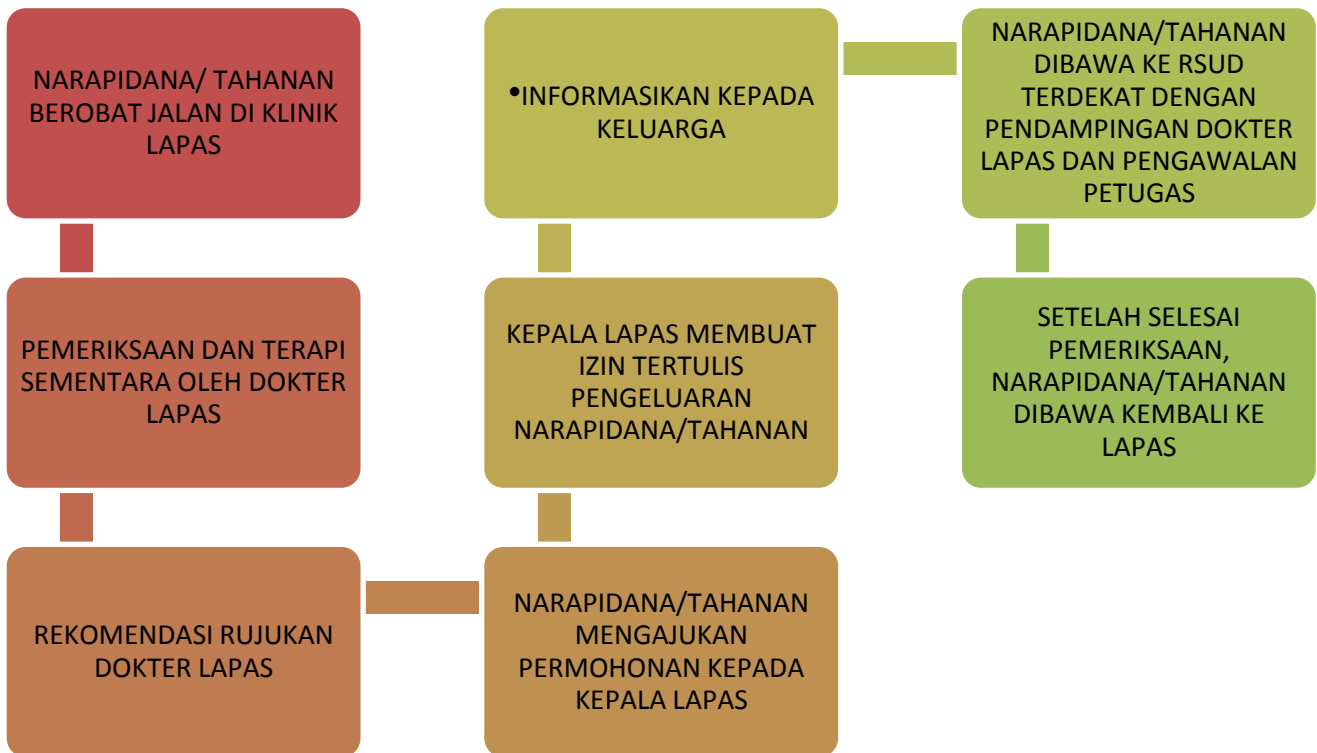 NARAPIDANA/ TAHANAN
BEROBAT JALAN DI KLINIK
LAPAS
PEMERIKSAAN DAN TERAPI
SEMENTARA OLEH DOKTER
LAPAS
REKOMENDASI RUJUKAN
DOKTER LAPAS
NARAPIDANA/TAHANAN
MENGAJUKAN
PERMOHONAN KEPADA
KEPALA LAPAS
KEPALA LAPAS MEMBUAT
IZIN TERTULIS
PENGELUARAN
NARAPIDANA/TAHANAN
•INFORMASIKAN KEPADA
KELUARGA
NARAPIDANA/TAHANAN
DIBAWA KE RSUD
TERDEKAT DENGAN
PENDAMPINGAN DOKTER
LAPAS DAN PENGAWALAN
PETUGAS
SETELAH SELESAI
PEMERIKSAAN,
NARAPIDANA/TAHANAN
DIBAWA KEMBALI KE
LAPAS